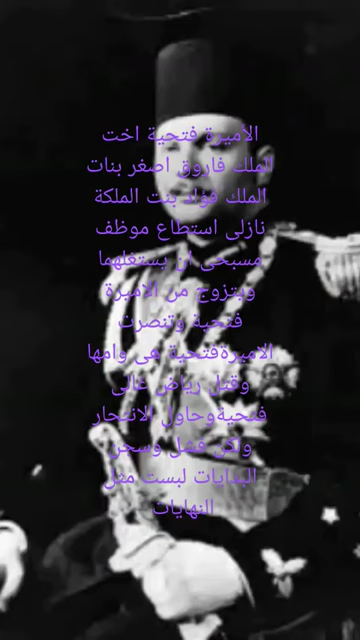 الأميرة فتحية اخت
الملك فاروق اصغر بنات
الملك فؤاد بنت الملكة
نازلى استطاع موظف
مسيحى ان يستغلهما
ويتزوج من الاميرة
فتحية وتنصرت
الاميرةفتحية هى وامها
وقتل رياض غالى
فتحيةوحاول الانتحار
ولكن فشل وسجن
البدايات ليست مثل
النهايات